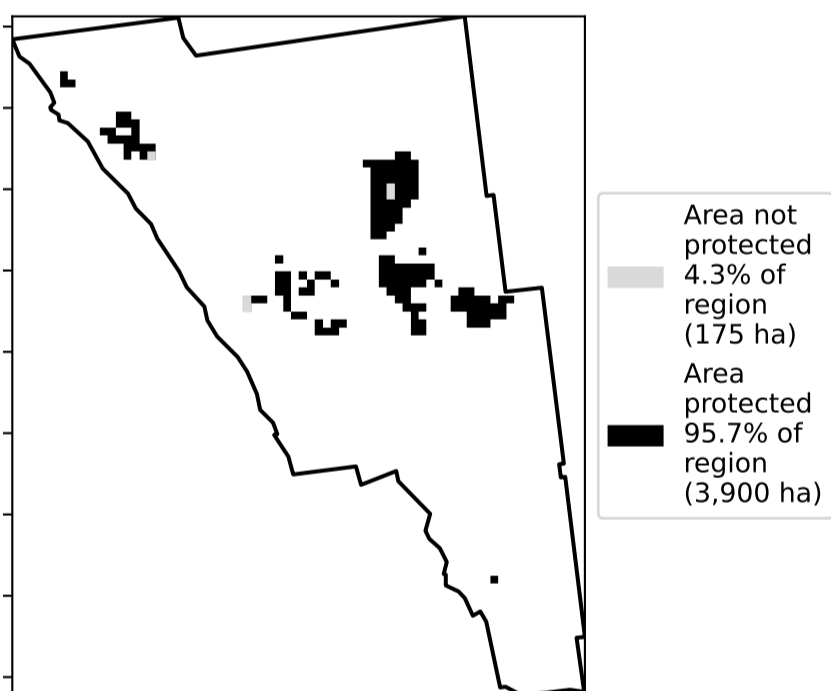 Area not
protected
4.3% of
region
(175 ha)
Area
protected
95.7% of
region
(3,900 ha)